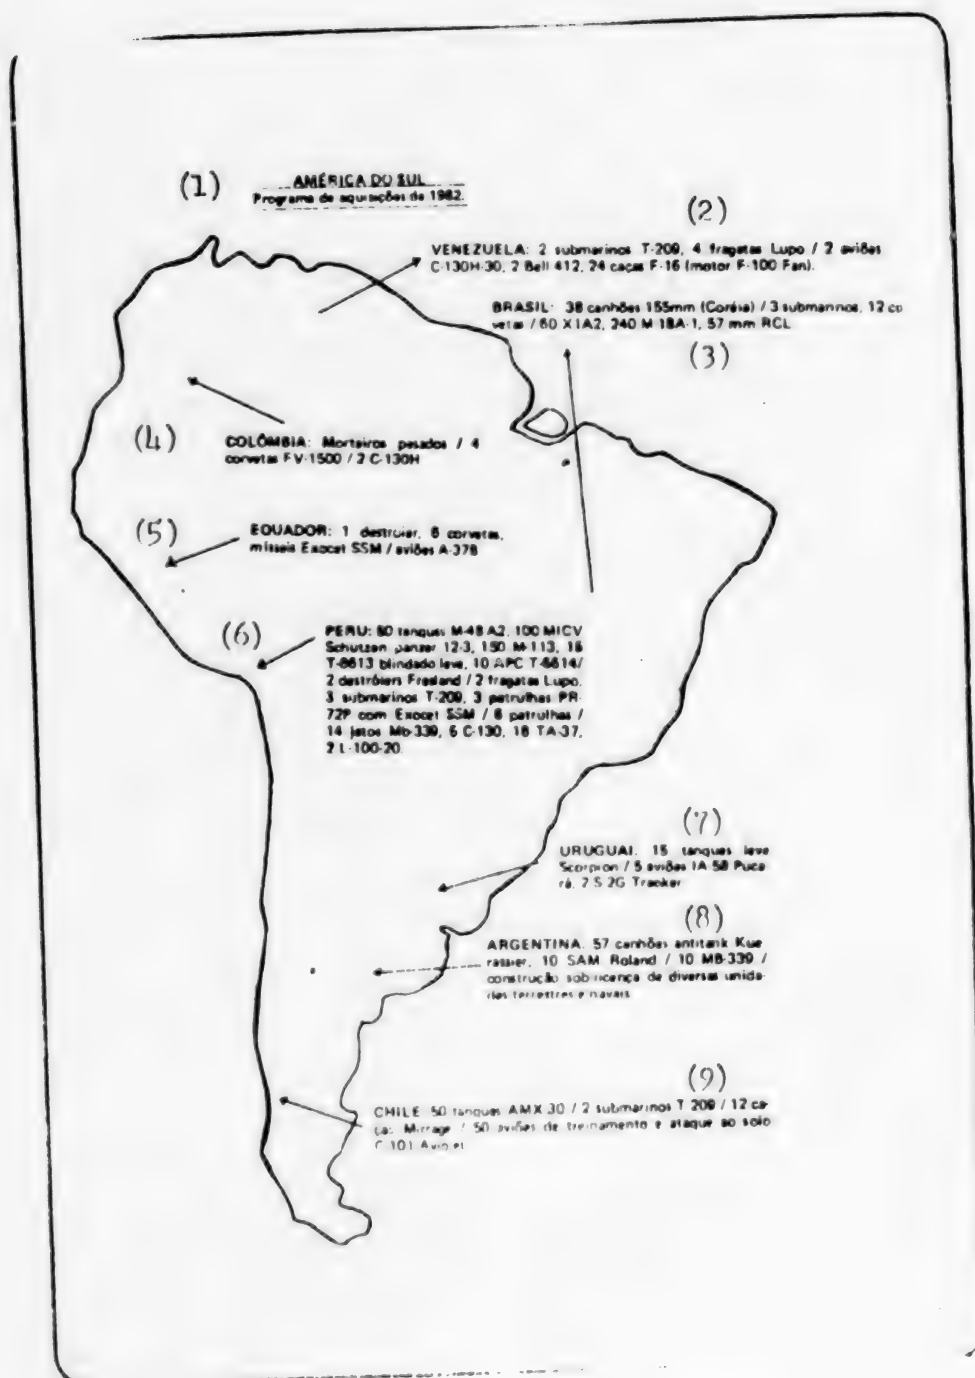 (1)
AMÉRICA DO SUL
Programa de aquisições de 1982.
(2)
VENEZUELA: 2 submarinos T-209, 4 fragatas Lupo / 2 aviões
C-130H-30, 2 Bell 412, 24 caças F-16 (motor F-100 Fan).
BRASIL: 38 canhões 155mm (Coréia) / 3 submarinos, 12 co
vetas / 60 X1A2, 240 M-18A-1, 57 mm RCL
(3)
(4)
COLÔMBIA: Morteiros pesados / 4
corvetas FV-1500 / 2 C-130H
(5)
EQUADOR: 1 destróier, 6 corvetas,
mísseis Exocet SSM / aviões A-37B
(6)
PERU: 80 tanques M-48 A2, 100 MICV
Schutzen panzer 12-3, 150 M-113, 16
T-6613 blindado leve, 10 APC T-6614/
2 destróiers Friesland / 2 fragatas Lupo,
3 submarinos T-209, 3 patrulhas PR-
72P com Exocet SSM / 6 patrulhas /
14 jatos Mb-339, 6 C-130, 16 TA-37,
2 L-100-20.
(7)
URUGUAI: 15 tanques leve
Scorpion / 5 aviões IA-58 Puca
rá, 2 S-2G Tracker
(8)
ARGENTINA: 57 canhões antitank Kue
rassier, 10 SAM Roland / 10 MB-339 /
construção sob licença de diversas unida-
des terrestres e navais
(9)
CHILE: 50 tanques AMX-30 / 2 submarinos T 209 / 12 ca-
ças Mirrage / 50 aviões de treinamento e ataque ao solo
C-101 Aviojet